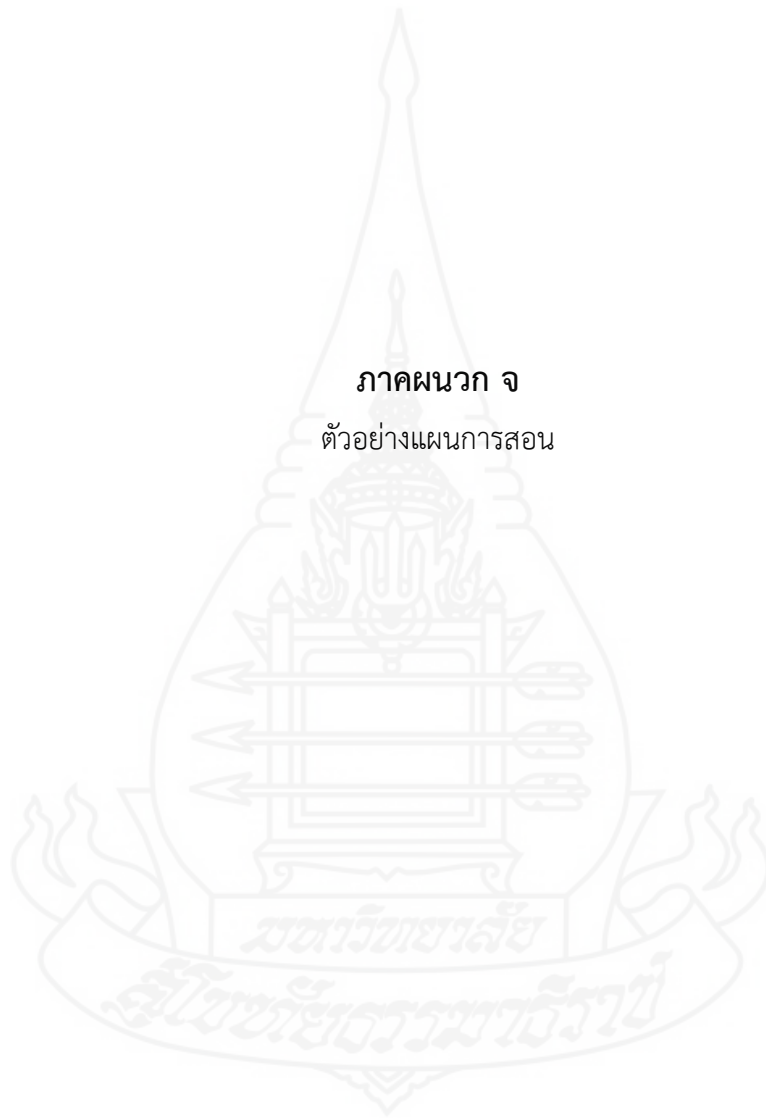 ภาคผนวก จ
ตัวอย่างแผนการสอน
มหาวิทยาลัย
สุโขทัยธรรมาธิราช